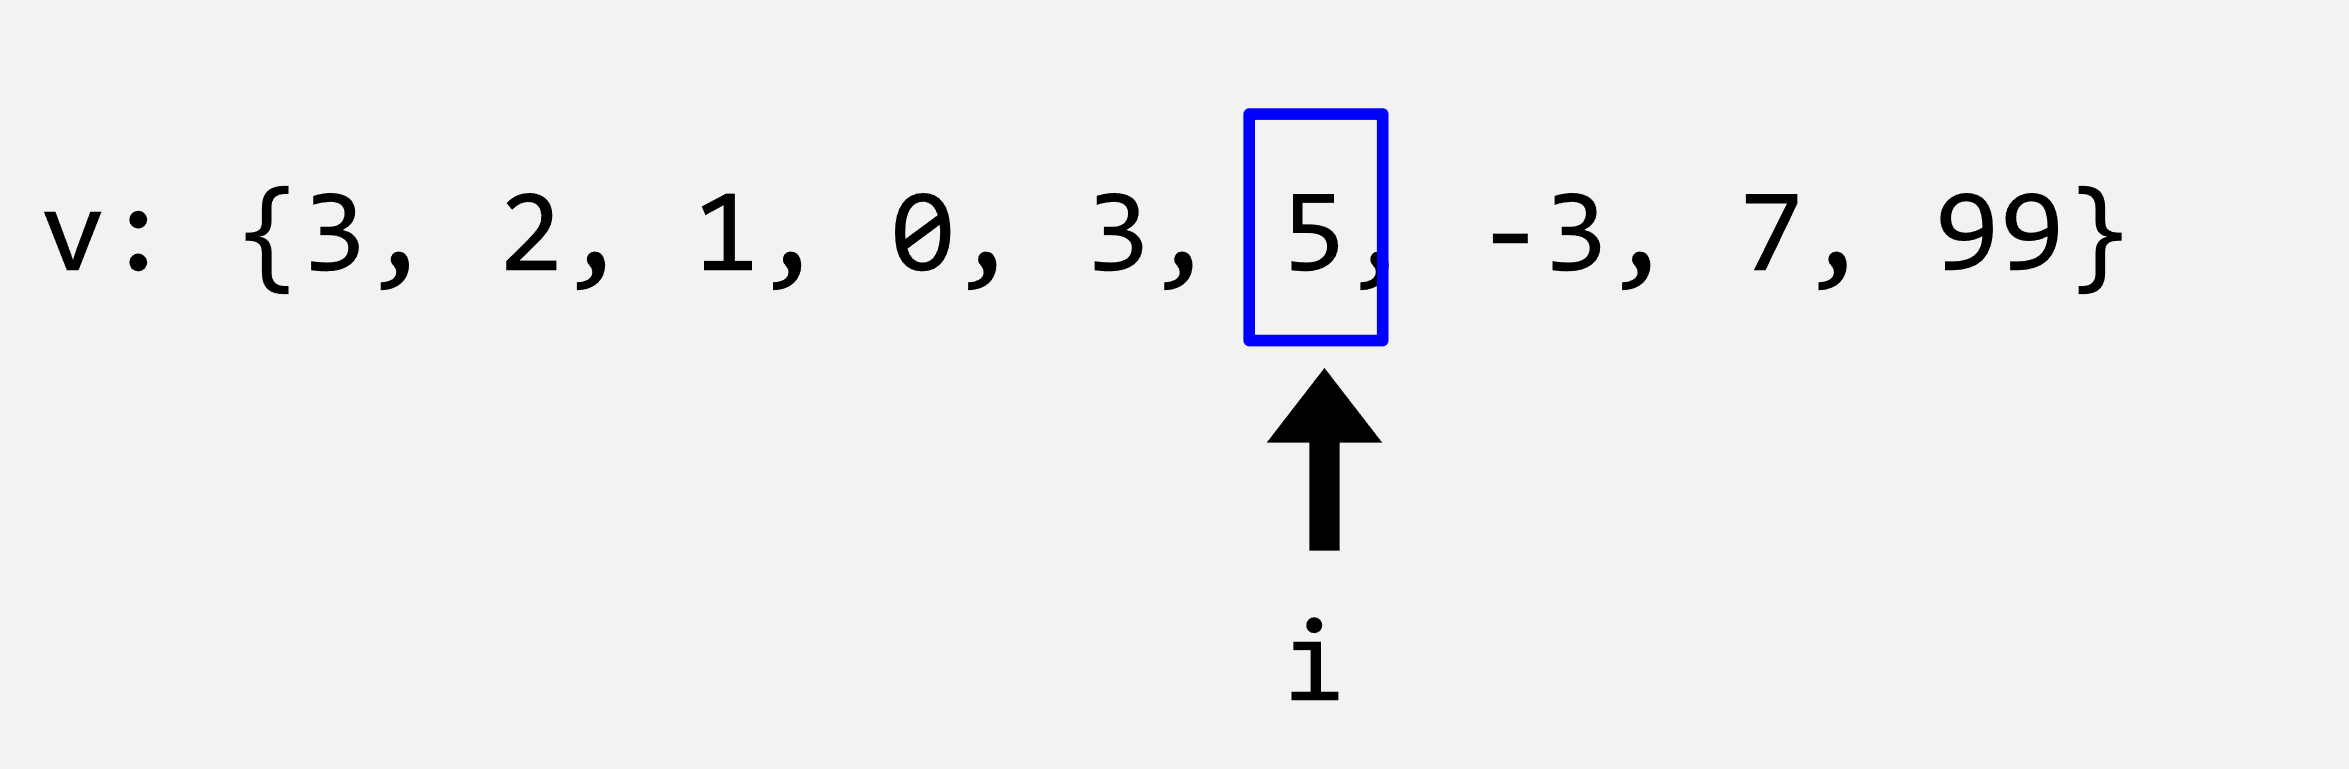 v: {3, 2, 1, 0, 3, 5, -3, 7, 99}
i